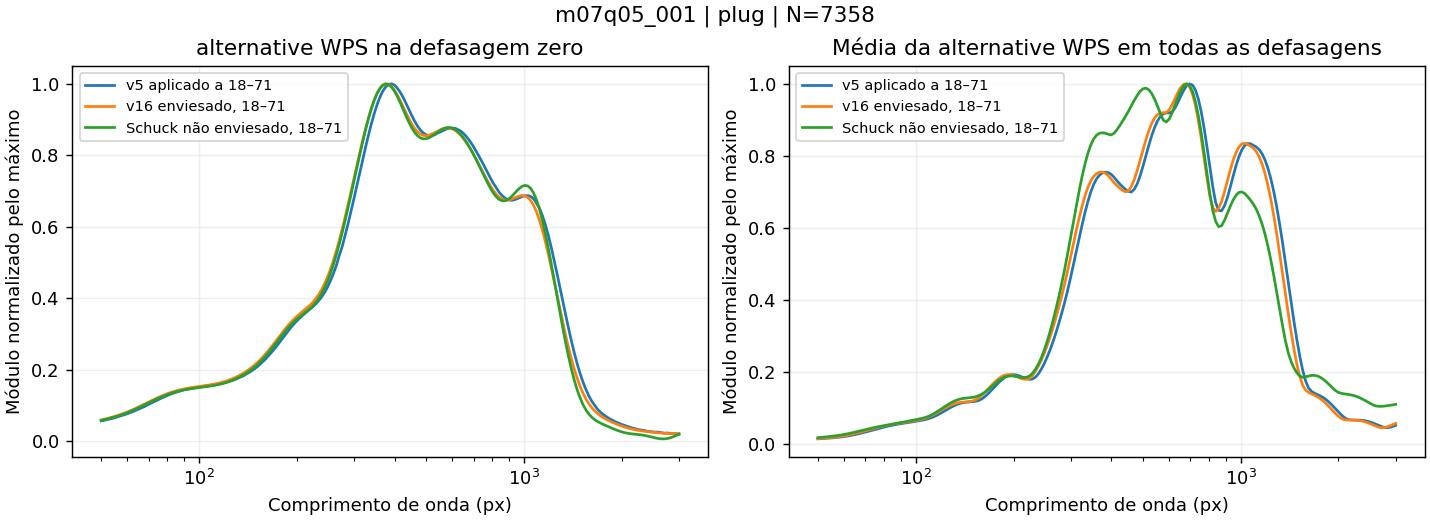 m07q05_001 | plug | N=7358
alternative WPS na defasagem zero
Módulo normalizado pelo máximo
1.0
0.8
0.6
0.4
0.2
0.0
v5 aplicado a 18–71
v16 enviesado, 18–71
Schuck não enviesado, 18–71
10²
10³
Comprimento de onda (px)
Média da alternative WPS em todas as defasagens
Módulo normalizado pelo máximo
1.0
0.8
0.6
0.4
0.2
0.0
v5 aplicado a 18–71
v16 enviesado, 18–71
Schuck não enviesado, 18–71
10²
10³
Comprimento de onda (px)